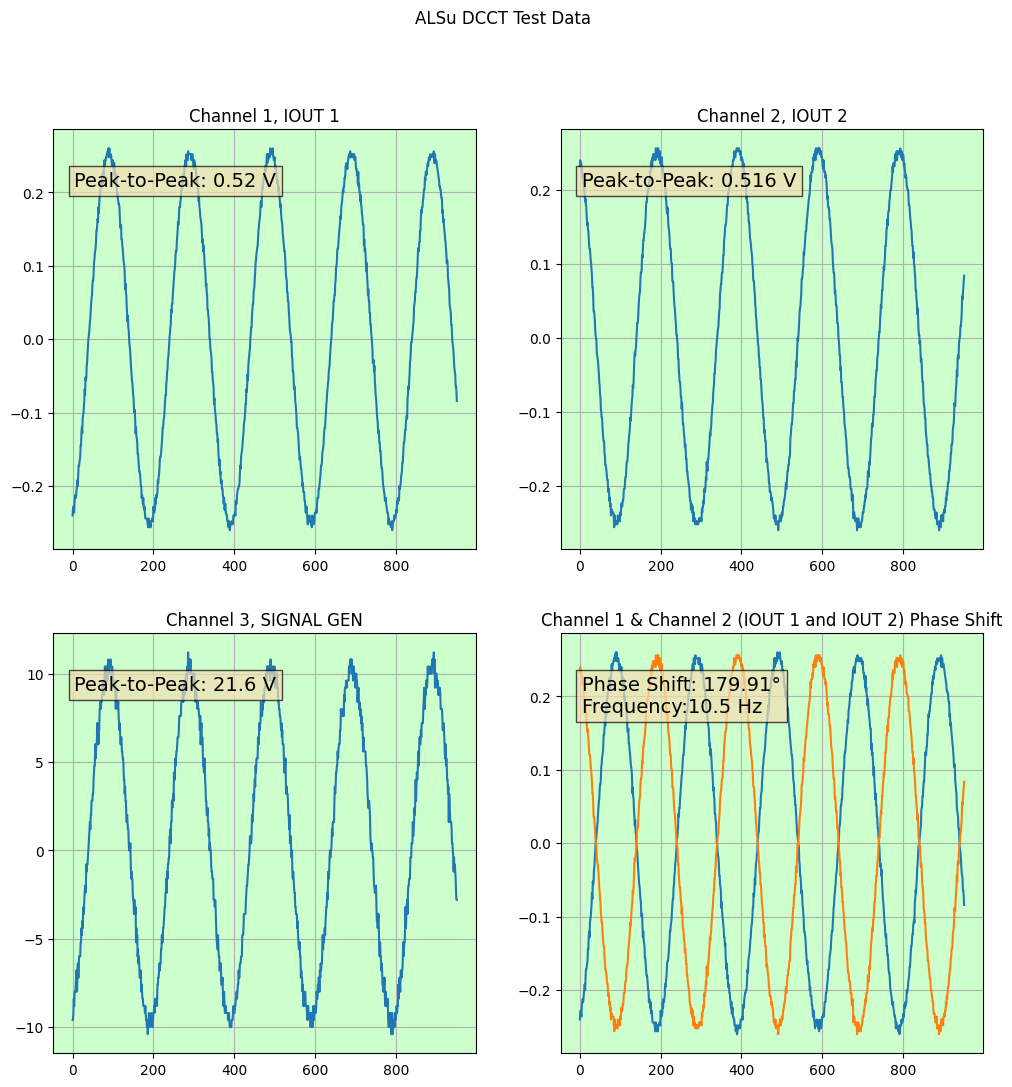 ALSu DCCT Test Data
Channel 1, IOUT 1
Peak-to-Peak: 0.52 V
0.2
0.1
0.0
−0.1
−0.2
0 200 400 600 800
Channel 2, IOUT 2
Peak-to-Peak: 0.516 V
0.2
0.1
0.0
−0.1
−0.2
0 200 400 600 800
Channel 3, SIGNAL GEN
Peak-to-Peak: 21.6 V
10
5
0
−5
−10
0 200 400 600 800
Channel 1 & Channel 2 (IOUT 1 and IOUT 2) Phase Shift
Phase Shift: 179.91°
Frequency:10.5 Hz
0.2
0.1
0.0
−0.1
−0.2
0 200 400 600 800